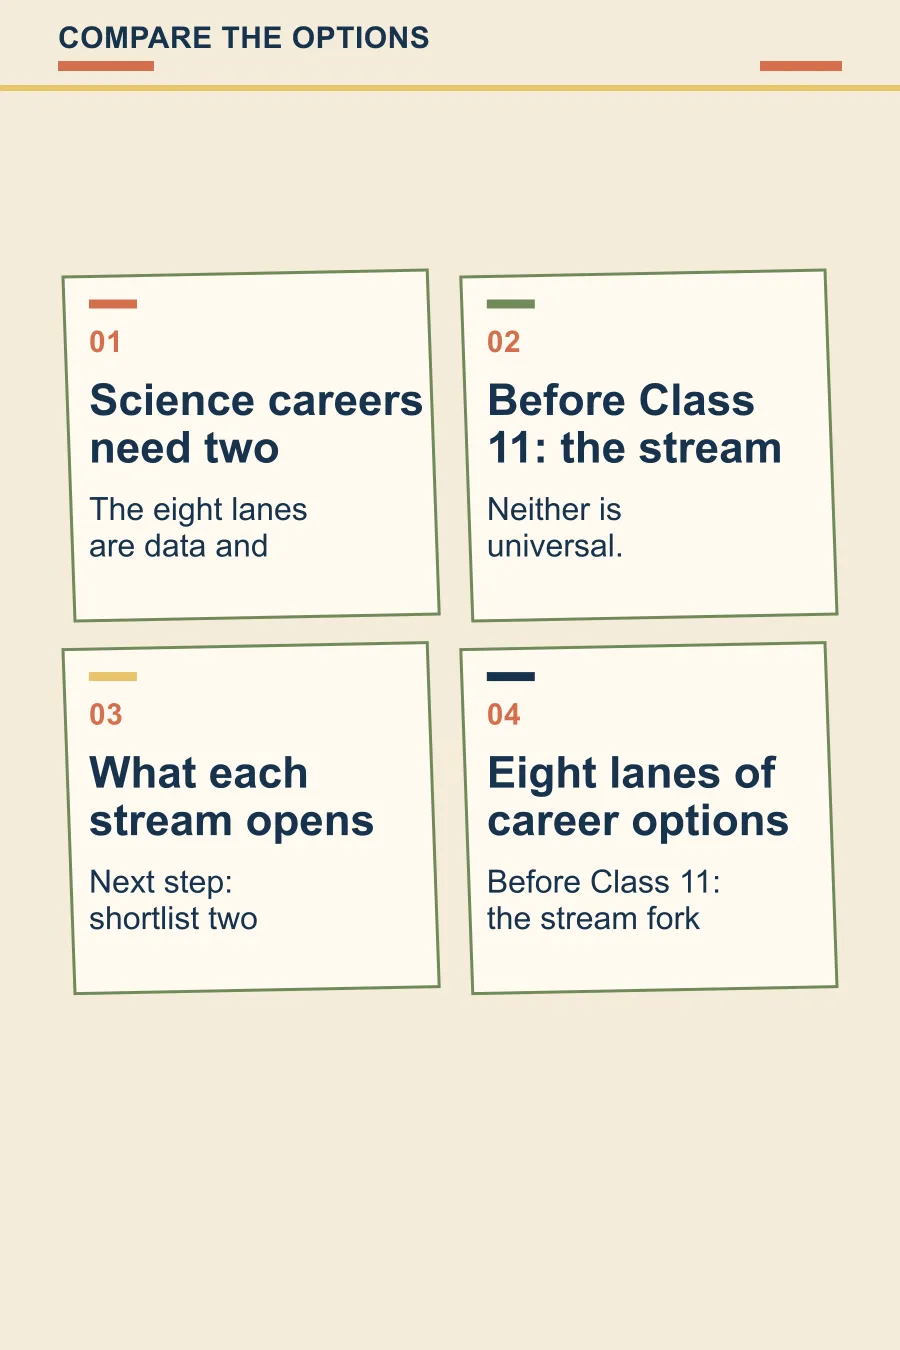 COMPARE THE OPTIONS
01
Science careers
need two
The eight lanes
are data and
02
Before Class
11: the stream
Neither is
universal.
03
What each
stream opens
Next step:
shortlist two
04
Eight lanes of
career options
Before Class 11:
the stream fork